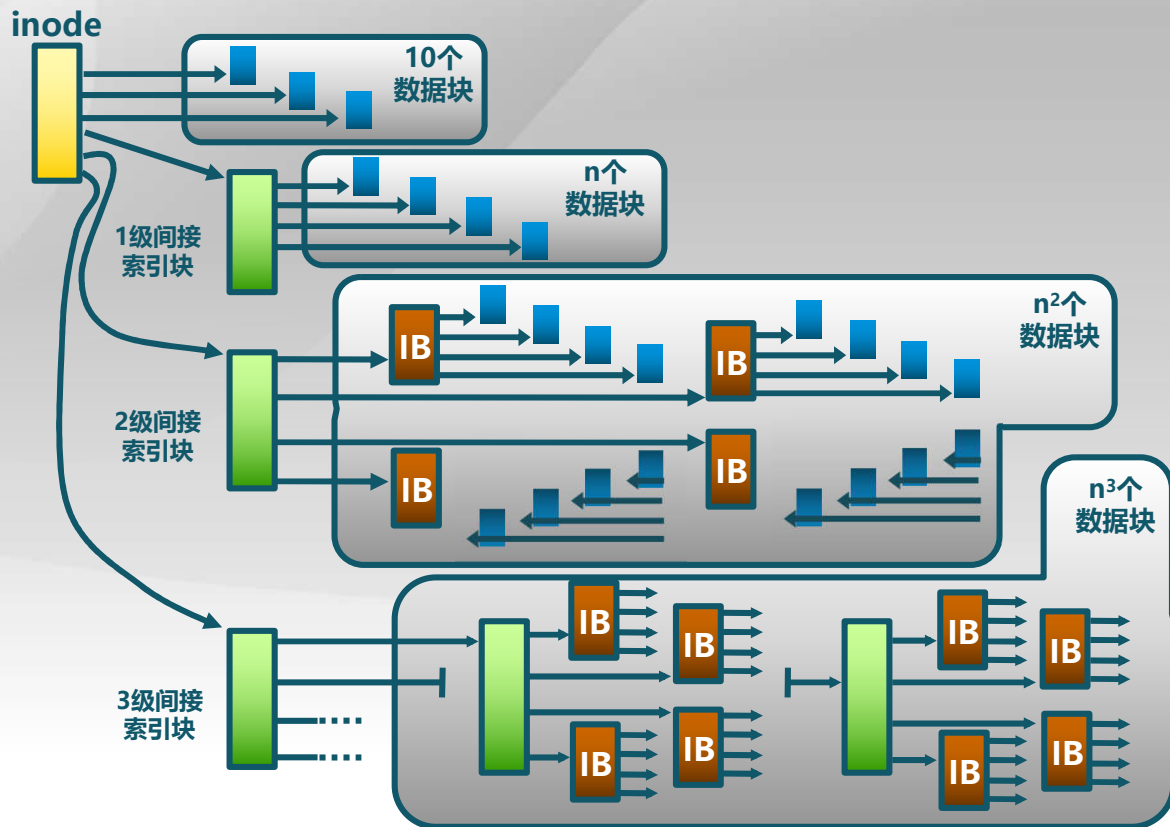 inode
10个
数据块
n个
数据块
1级间接
索引块
n²个
数据块
IB
IB
2级间接
索引块
IB
IB
n³个
数据块
IB
IB
IB
IB
3级间接
索引块
IB
IB
IB
IB